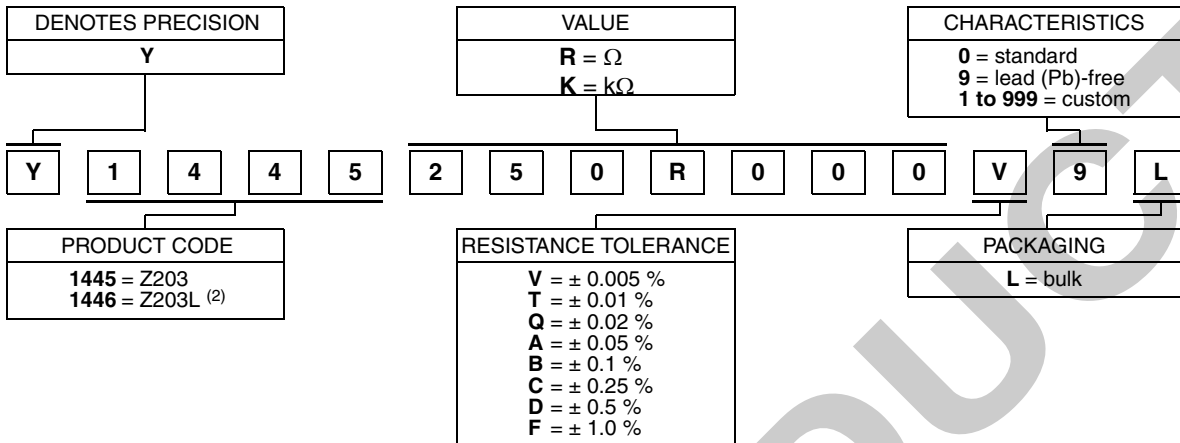 DENOTES PRECISION
Y
VALUE
R = Ω
K = kΩ
CHARACTERISTICS
0 = standard
9 = lead (Pb)-free
1 to 999 = custom
Y 1 4 4 5 2 5 0 R 0 0 0 V 9 L
PRODUCT CODE
1445 = Z203
1446 = Z203L (2)
RESISTANCE TOLERANCE
V = ± 0.005 %
T = ± 0.01 %
Q = ± 0.02 %
A = ± 0.05 %
B = ± 0.1 %
C = ± 0.25 %
D = ± 0.5 %
F = ± 1.0 %
PACKAGING
L = bulk